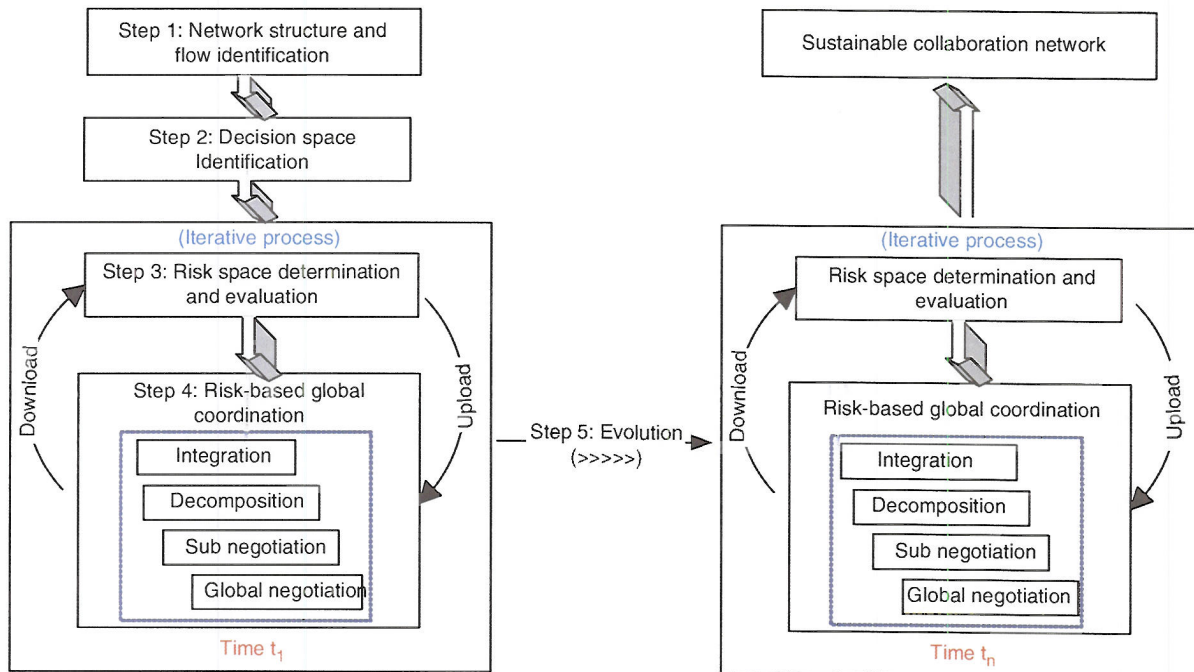 Step 1: Network structure and
flow identification
Step 2: Decision space
Identification
(Iterative process)
Step 3: Risk space determination
and evaluation
Download
Upload
Step 4: Risk-based global
coordination
Integration
Decomposition
Sub negotiation
Global negotiation
Time t₁
Step 5: Evolution
(>>>>>)
Sustainable collaboration network
(Iterative process)
Risk space determination and
evaluation
Download
Upload
Risk-based global coordination
Integration
Decomposition
Sub negotiation
Global negotiation
Time tₙ